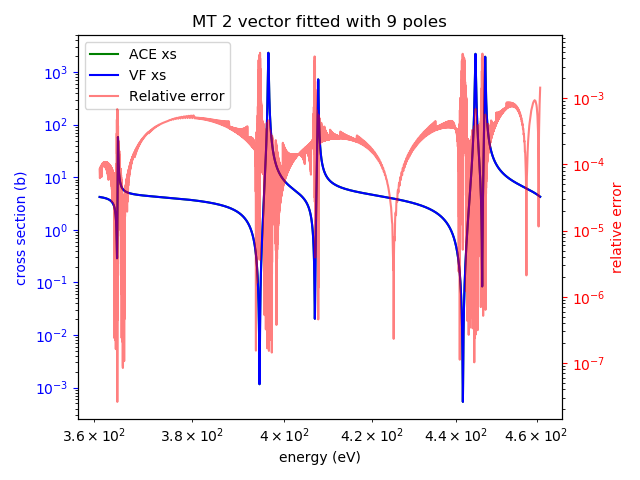 MT 2 vector fitted with 9 poles
ACE xs
VF xs
Relative error
cross section (b)
10³
10²
10¹
10⁰
10⁻¹
10⁻²
10⁻³
relative error
10⁻³
10⁻⁴
10⁻⁵
10⁻⁶
10⁻⁷
3.6 × 10² 3.8 × 10² 4 × 10² 4.2 × 10² 4.4 × 10² 4.6 × 10²
energy (eV)